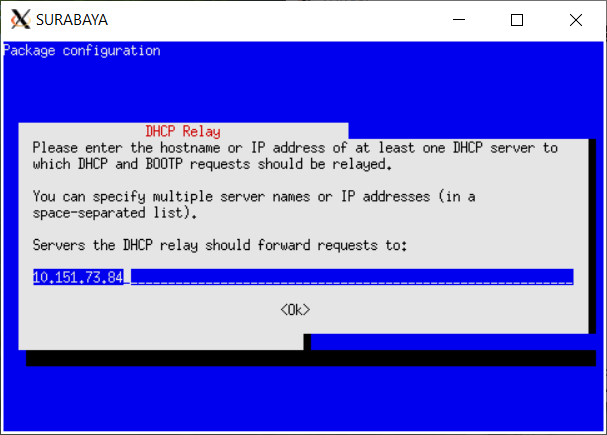 SURABAYA
Package configuration
DHCP Relay
Please enter the hostname or IP address of at least one DHCP server to
which DHCP and BOOTP requests should be relayed.
You can specify multiple server names or IP addresses (in a
space-separated list).
Servers the DHCP relay should forward requests to:
10.151.73.84
<Ok>